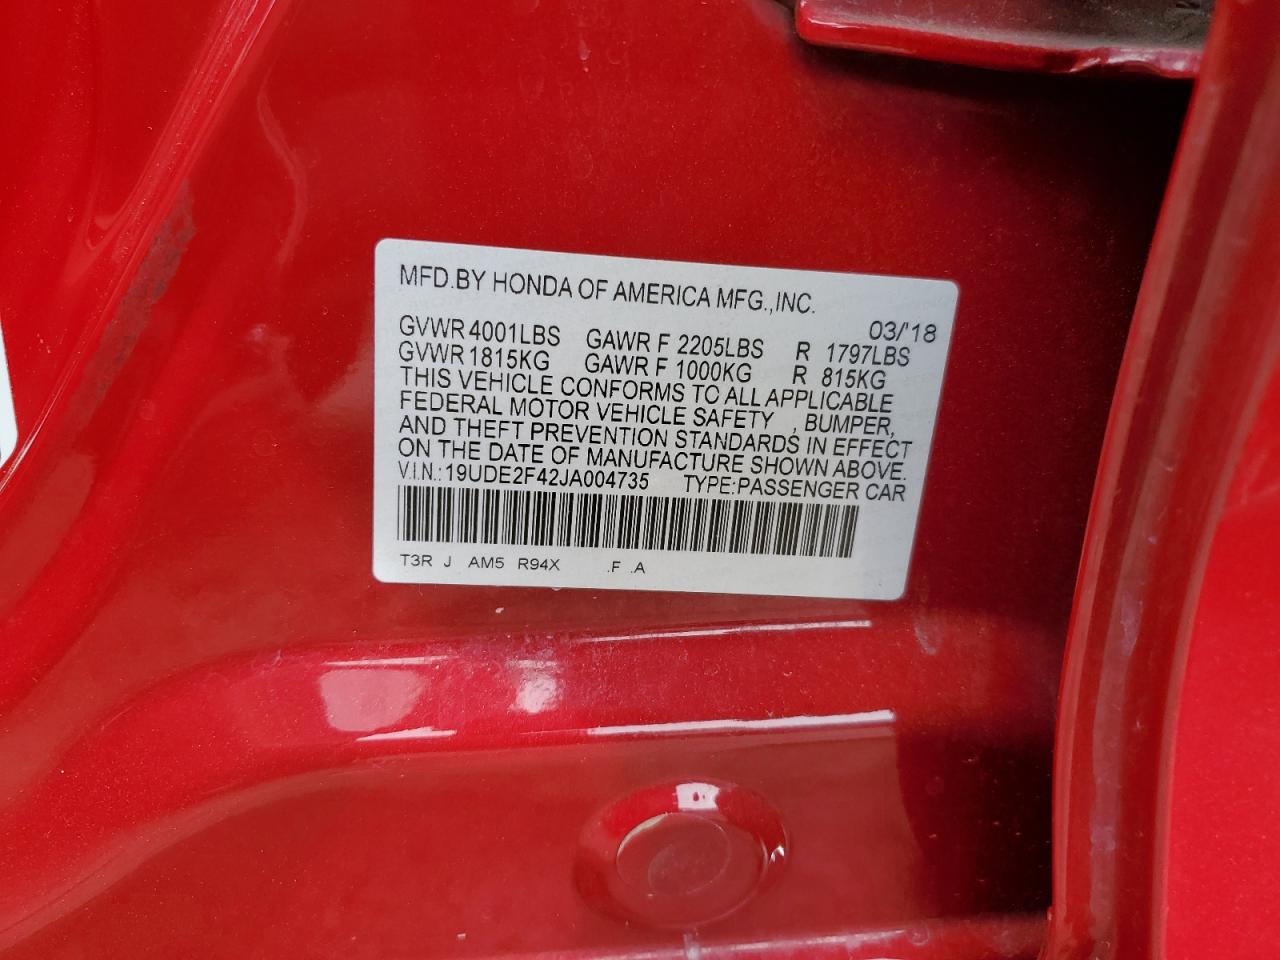 MFD.BY HONDA OF AMERICA MFG.,INC.
03/'18
GVWR 4001LBS GAWR F 2205LBS R 1797LBS
GVWR 1815KG GAWR F 1000KG R 815KG
THIS VEHICLE CONFORMS TO ALL APPLICABLE
FEDERAL MOTOR VEHICLE SAFETY , BUMPER,
AND THEFT PREVENTION STANDARDS IN EFFECT
ON THE DATE OF MANUFACTURE SHOWN ABOVE.
V.I.N.:19UDE2F42JA004735 TYPE:PASSENGER CAR
T3R J AM5 R94X .F .A